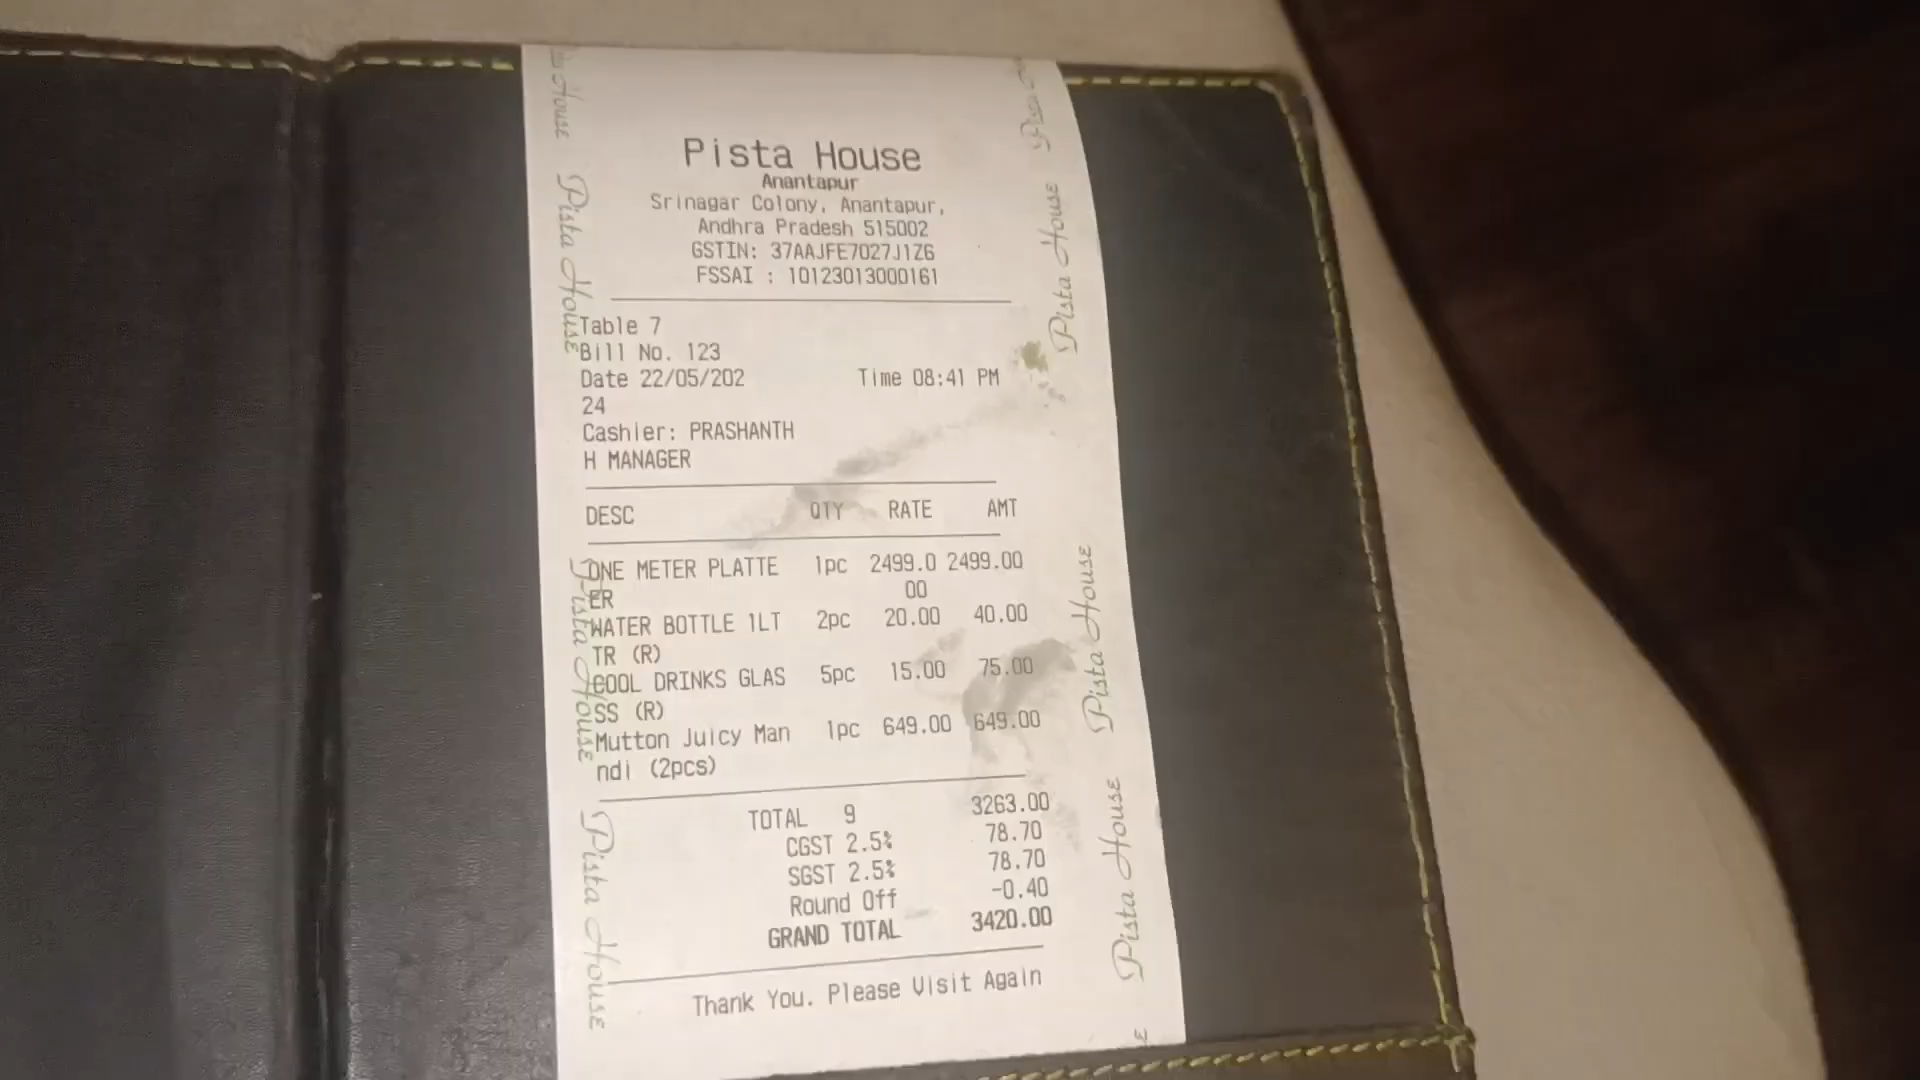 Pista House
Anantapur
Srinagar Colony, Anantapur,
Andhra Pradesh 515002
GSTIN: 37AAJFE7027J1Z6
FSSAI : 10123013000161
Table 7
Bill No. 123
Date 22/05/202 Time 08:41 PM
24
Cashier: PRASHANTH
H MANAGER
DESC QTY RATE AMT
ONE METER PLATTE 1pc 2499.0 2499.00
ER 00
WATER BOTTLE 1LT 2pc 20.00 40.00
TR (R)
COOL DRINKS GLAS 5pc 15.00 75.00
SS (R)
Mutton Juicy Man 1pc 649.00 649.00
ndi (2pcs)
TOTAL 9 3263.00
CGST 2.5% 78.70
SGST 2.5% 78.70
Round Off -0.40
GRAND TOTAL 3420.00
Thank You. Please Visit Again
House
Pista House
Pista House
Pista House
Pista
Pista House
Pista House
Pista House